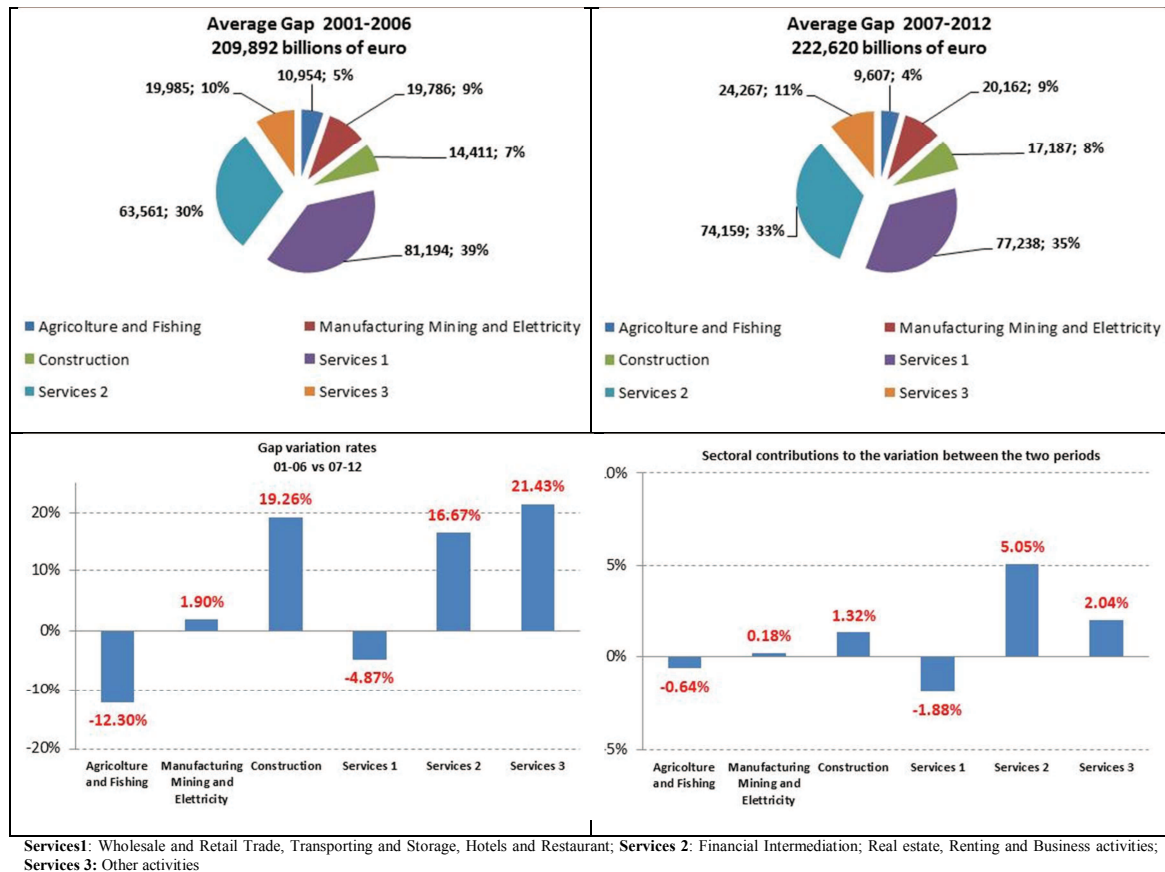 Average Gap 2001-2006
209,892 billions of euro
10,954; 5%
19,985; 10%
19,786; 9%
14,411; 7%
63,561; 30%
81,194; 39%
Agricolture and Fishing
Manufacturing Mining and Elettricity
Construction
Services 1
Services 2
Services 3
Average Gap 2007-2012
222,620 billions of euro
9,607; 4%
24,267; 11%
20,162; 9%
17,187; 8%
74,159; 33%
77,238; 35%
Agricolture and Fishing
Manufacturing Mining and Elettricity
Construction
Services 1
Services 2
Services 3
Gap variation rates
01-06 vs 07-12
20%
10%
0%
-10%
-20%
-12.30%
1.90%
19.26%
-4.87%
16.67%
21.43%
Agriculture
and Fishing
Manufacturing
Mining and
Elettricity
Construction
Services 1
Services 2
Services 3
Sectoral contributions to the variation between the two periods
.0%
5%
0%
-5%
-0.64%
0.18%
1.32%
-1.88%
5.05%
2.04%
Agriculture
and Fishing
Manufacturing
Mining and
Elettricity
Construction
Services 1
Services 2
Services 3
Services1: Wholesale and Retail Trade, Transporting and Storage, Hotels and Restaurant; Services 2: Financial Intermediation; Real estate, Renting and Business activities;
Services 3: Other activities